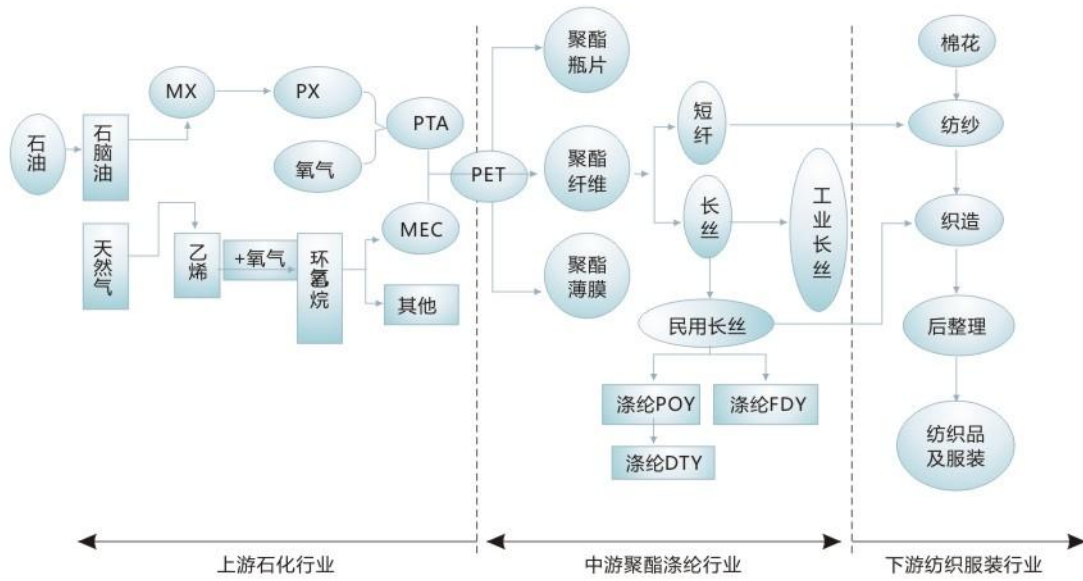 石油
石脑油
MX
PX
氧气
PTA
天然气
乙烯
+氧气
环氧烷
MEC
其他
PET
聚酯
瓶片
聚酯
纤维
聚酯
薄膜
短纤
长丝
工业长丝
民用长丝
涤纶POY
涤纶FDY
涤纶DTY
棉花
纺纱
织造
后整理
纺织品
及服装
上游石化行业
中游聚酯涤纶行业
下游纺织服装行业